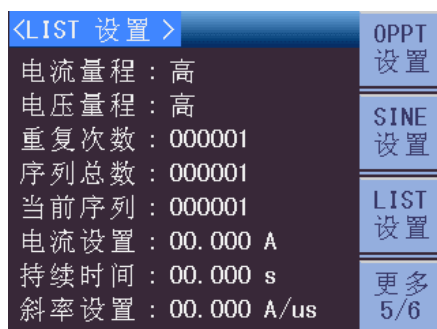 <LIST 设置 >
电流量程：高
电压量程：高
重复次数：000001
序列总数：000001
当前序列：000001
电流设置：00.000 A
持续时间：00.000 s
斜率设置：00.000 A/us
OPPT
设置
SINE
设置
LIST
设置
更多
5/6